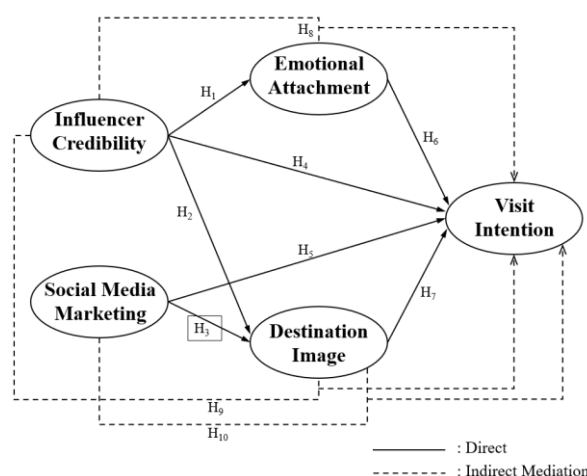 H₈
Emotional
Attachment
H₁
Influencer
Credibility
H₆
H₄
H₂
Visit
Intention
H₅
Social Media
Marketing
H₇
H₃
Destination
Image
H₉
H₁₀
: Direct
: Indirect Mediation